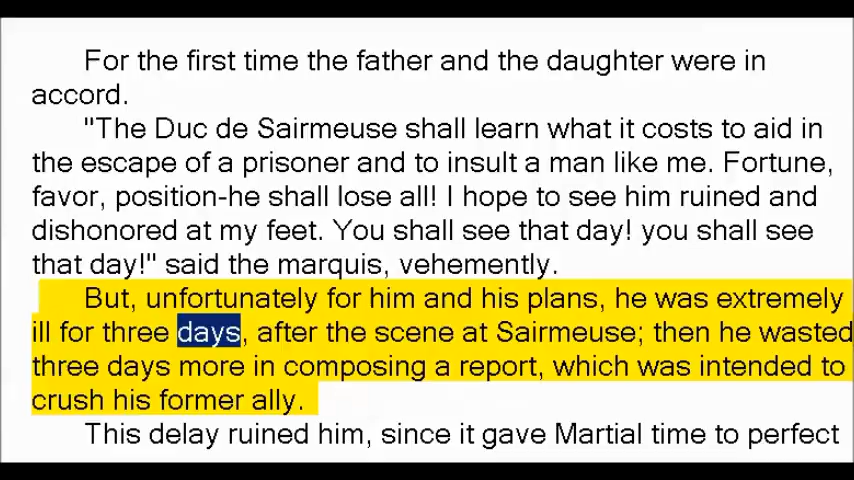 For the first time the father and the daughter were in
accord.
"The Duc de Sairmeuse shall learn what it costs to aid in
the escape of a prisoner and to insult a man like me. Fortune,
favor, position-he shall lose all! I hope to see him ruined and
dishonored at my feet. You shall see that day! you shall see
that day!" said the marquis, vehemently.
But, unfortunately for him and his plans, he was extremely
ill for three days, after the scene at Sairmeuse; then he wasted
three days more in composing a report, which was intended to
crush his former ally.
This delay ruined him, since it gave Martial time to perfect